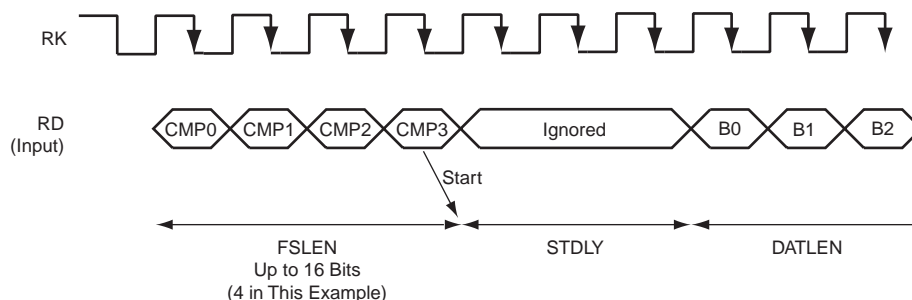 RK
RD
(Input)
CMP0 CMP1 CMP2 CMP3 Ignored B0 B1 B2
Start
FSLEN STDLY DATLEN
Up to 16 Bits
(4 in This Example)